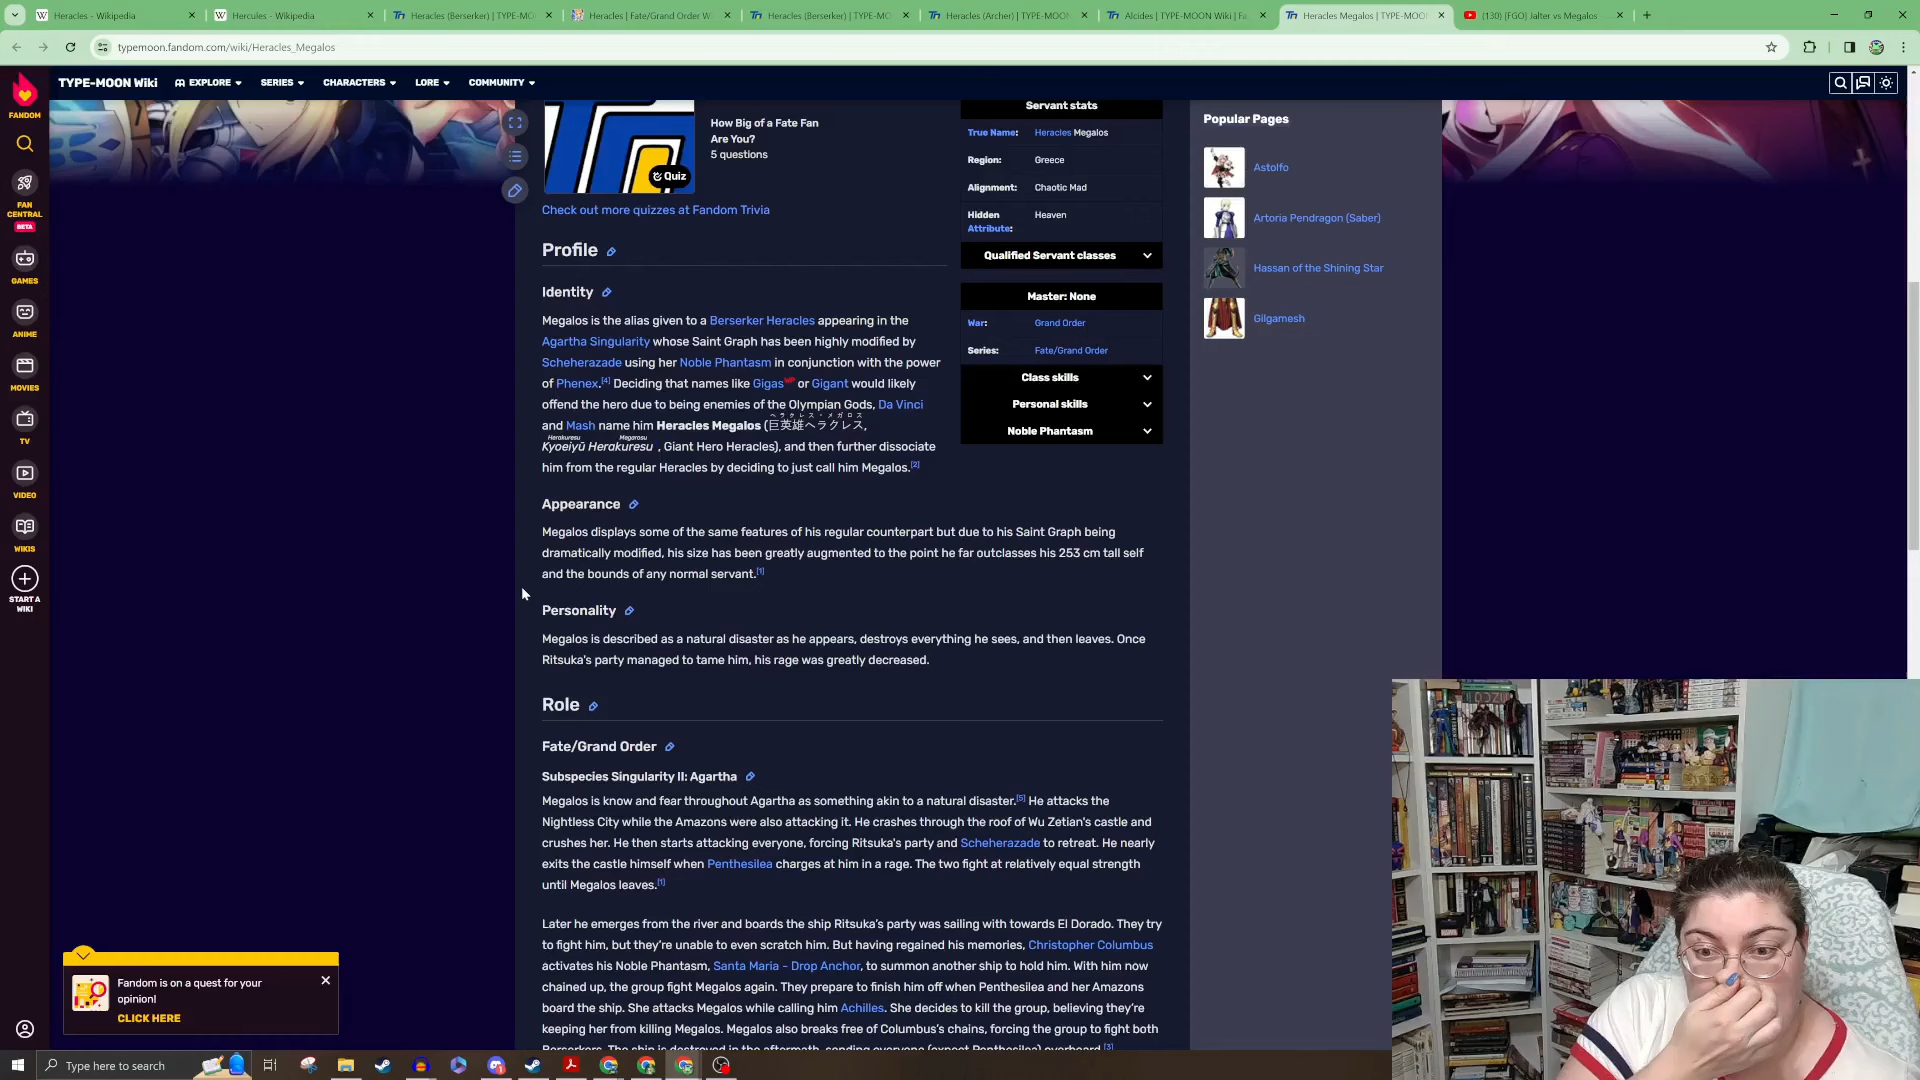 Heracles - Wikipedia
Hercules - Wikipedia
Heracles (Berserker) | TYPE-MO
Heracles | Fate/Grand Order W
Heracles (Berserker) | TYPE-MO
Heracles (Archer) | TYPE-MOON
Alcides | TYPE-MOON Wiki | Fa
Heracles Megalos | TYPE-MOO
(130) [FGO] Jalter vs Megalos
typemoon.fandom.com/wiki/Heracles_Megalos
FANDOM
TYPE-MOON Wiki
EXPLORE
SERIES
CHARACTERS
LORE
COMMUNITY
FAN CENTRAL
BETA
GAMES
ANIME
MOVIES
TV
VIDEO
WIKIS
START A WIKI
Quiz
How Big of a Fate Fan
Are You?
5 questions
Check out more quizzes at Fandom Trivia
Profile
Identity
Megalos is the alias given to a Berserker Heracles appearing in the
Agartha Singularity whose Saint Graph has been highly modified by
Scheherazade using her Noble Phantasm in conjunction with the power
of Phenex.[4] Deciding that names like Gigas WP or Gigant would likely
offend the hero due to being enemies of the Olympian Gods, Da Vinci
ヘラクレス・メガロス
and Mash name him Heracles Megalos (巨英雄ヘラクレス,
Herakuresu Megarosu
Kyoeiyū Herakuresu , Giant Hero Heracles), and then further dissociate
him from the regular Heracles by deciding to just call him Megalos.[2]
Appearance
Megalos displays some of the same features of his regular counterpart but due to his Saint Graph being
dramatically modified, his size has been greatly augmented to the point he far outclasses his 253 cm tall self
and the bounds of any normal servant.[1]
Personality
Megalos is described as a natural disaster as he appears, destroys everything he sees, and then leaves. Once
Ritsuka's party managed to tame him, his rage was greatly decreased.
Role
Fate/Grand Order
Subspecies Singularity II: Agartha
Megalos is know and fear throughout Agartha as something akin to a natural disaster.[5] He attacks the
Nightless City while the Amazons were also attacking it. He crashes through the roof of Wu Zetian's castle and
crushes her. He then starts attacking everyone, forcing Ritsuka's party and Scheherazade to retreat. He nearly
exits the castle himself when Penthesilea charges at him in a rage. The two fight at relatively equal strength
until Megalos leaves.[1]
Later he emerges from the river and boards the ship Ritsuka's party was sailing with towards El Dorado. They try
to fight him, but they're unable to even scratch him. But having regained his memories, Christopher Columbus
activates his Noble Phantasm, Santa Maria - Drop Anchor, to summon another ship to hold him. With him now
chained up, the group fight Megalos again. They prepare to finish him off when Penthesilea and her Amazons
board the ship. She attacks Megalos while calling him Achilles. She decides to kill the group, believing they're
keeping her from killing Megalos. Megalos also breaks free of Columbus's chains, forcing the group to fight both
Berserkers. The ship is destroyed in the aftermath, sending everyone (expect Penthesilea) overboard.[3]
Servant stats
True Name: Heracles Megalos
Region: Greece
Alignment: Chaotic Mad
Hidden Attribute: Heaven
Qualified Servant classes
Master: None
War: Grand Order
Series: Fate/Grand Order
Class skills
Personal skills
Noble Phantasm
Popular Pages
Astolfo
Artoria Pendragon (Saber)
Hassan of the Shining Star
Gilgamesh
Fandom is on a quest for your
opinion!
CLICK HERE
Type here to search